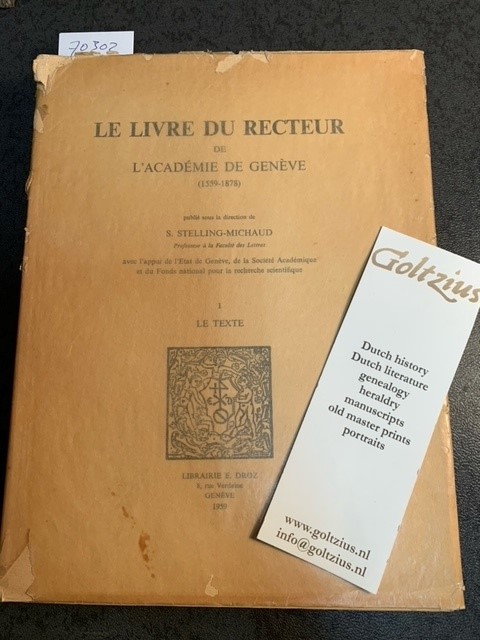 70302
LE LIVRE DU RECTEUR
DE
L'ACADÉMIE DE GENÈVE
(1559-1878)
publié sous la direction de
S. STELLING-MICHAUD
Professeur à la Faculté des Lettres
avec l'appui de l'Etat de Genève, de la Société Académique
et du Fonds national pour la recherche scientifique
I
LE TEXTE
LIBRAIRIE E. DROZ
8, rue Verdaine
GENÈVE
1959
Goltzius
Dutch history
Dutch literature
genealogy
heraldry
manuscripts
old master prints
portraits
www.goltzius.nl
info@goltzius.nl